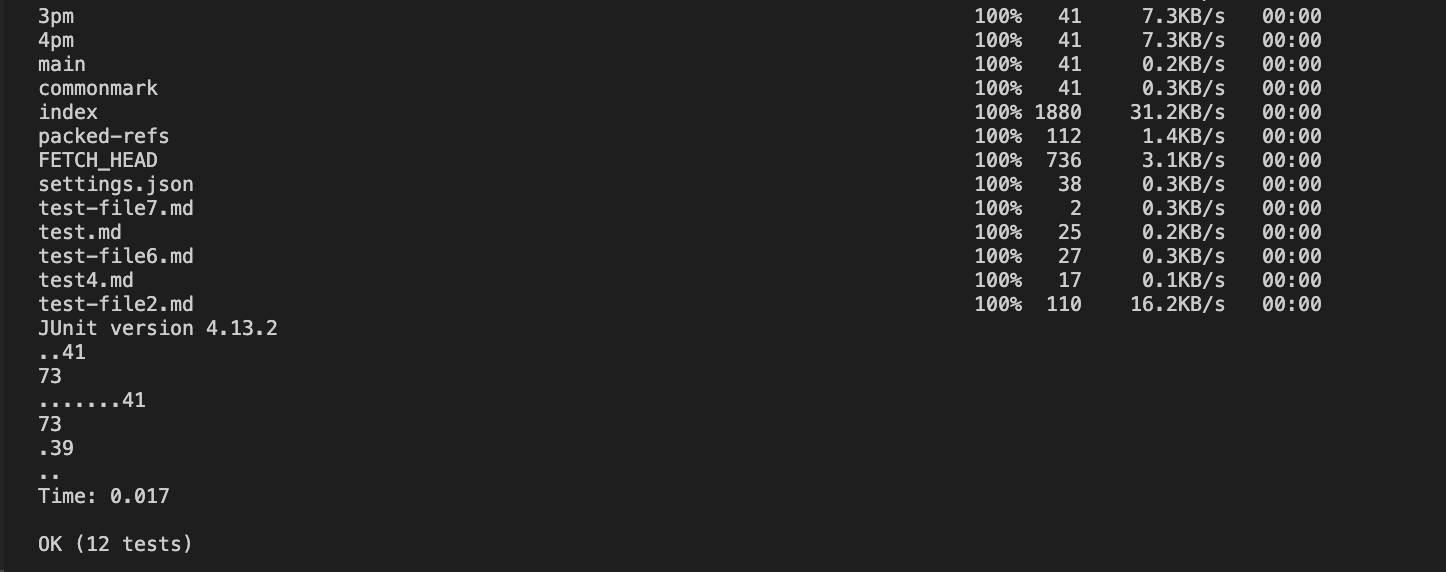 3pm 100% 41 7.3KB/s 00:00
4pm 100% 41 7.3KB/s 00:00
main 100% 41 0.2KB/s 00:00
commonmark 100% 41 0.3KB/s 00:00
index 100% 1880 31.2KB/s 00:00
packed-refs 100% 112 1.4KB/s 00:00
FETCH_HEAD 100% 736 3.1KB/s 00:00
settings.json 100% 38 0.3KB/s 00:00
test-file7.md 100% 2 0.3KB/s 00:00
test.md 100% 25 0.2KB/s 00:00
test-file6.md 100% 27 0.3KB/s 00:00
test4.md 100% 17 0.1KB/s 00:00
test-file2.md 100% 110 16.2KB/s 00:00
JUnit version 4.13.2
..41
73
.......41
73
.39
..
Time: 0.017
OK (12 tests)